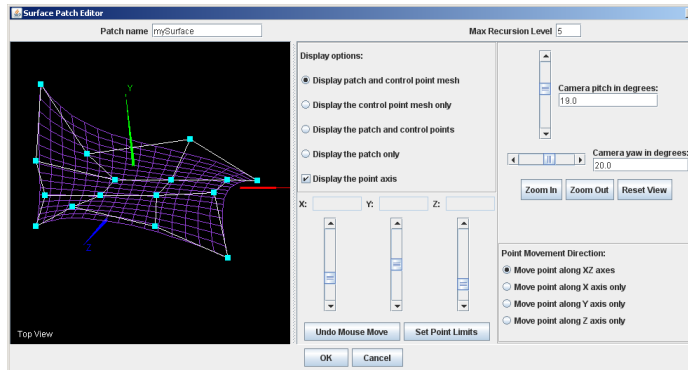 Surface Patch Editor
Patch name mySurface Max Recursion Level 5
Display options:
Display patch and control point mesh
Display the control point mesh only
Display the patch and control points
Display the patch only
Display the point axis
X: Y: Z:
Undo Mouse Move Set Point Limits
Y
Z
Top View
Camera pitch in degrees:
19.0
Camera yaw in degrees:
20.0
Zoom In Zoom Out Reset View
Point Movement Direction:
Move point along XZ axes
Move point along X axis only
Move point along Y axis only
Move point along Z axis only
OK Cancel